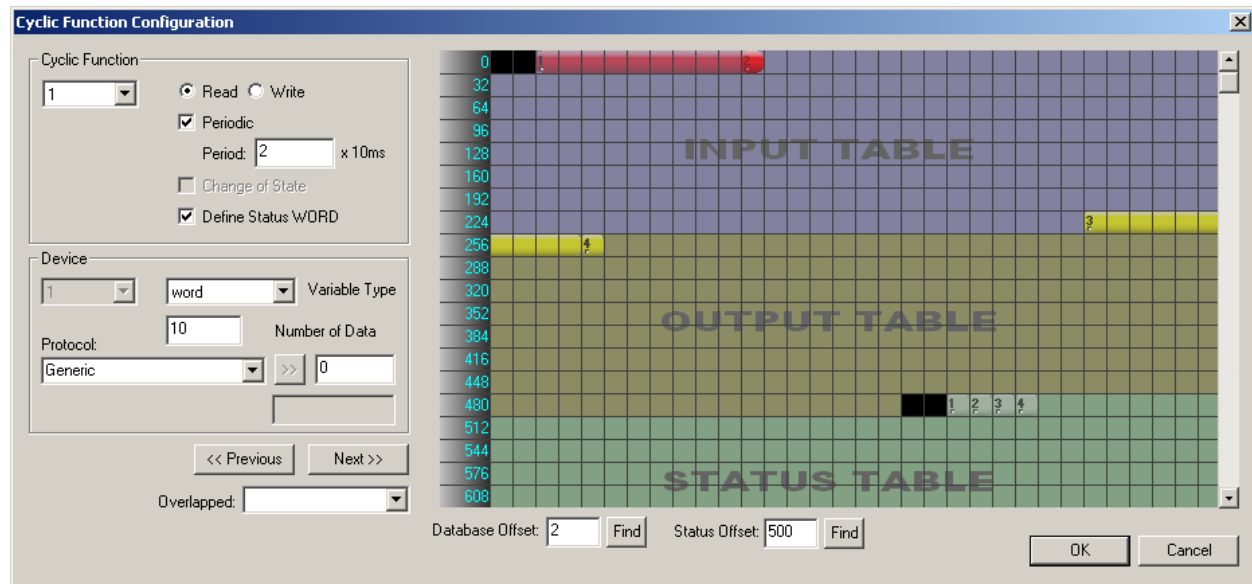 Cyclic Function Configuration
Cyclic Function
1
Read Write
Periodic
Period: 2 x 10ms
Change of State
Define Status WORD
Device
1 word Variable Type
10 Number of Data
Protocol:
Generic >> 0
<< Previous Next >>
Overlapped:
0 1 2
32
64
96
128
INPUT TABLE
160
192
224 3
256 4
288
320
352
OUTPUT TABLE
384
416
448
480 1 2 3 4
512
544
576
STATUS TABLE
608
Database Offset: 2 Find Status Offset: 500 Find
OK Cancel